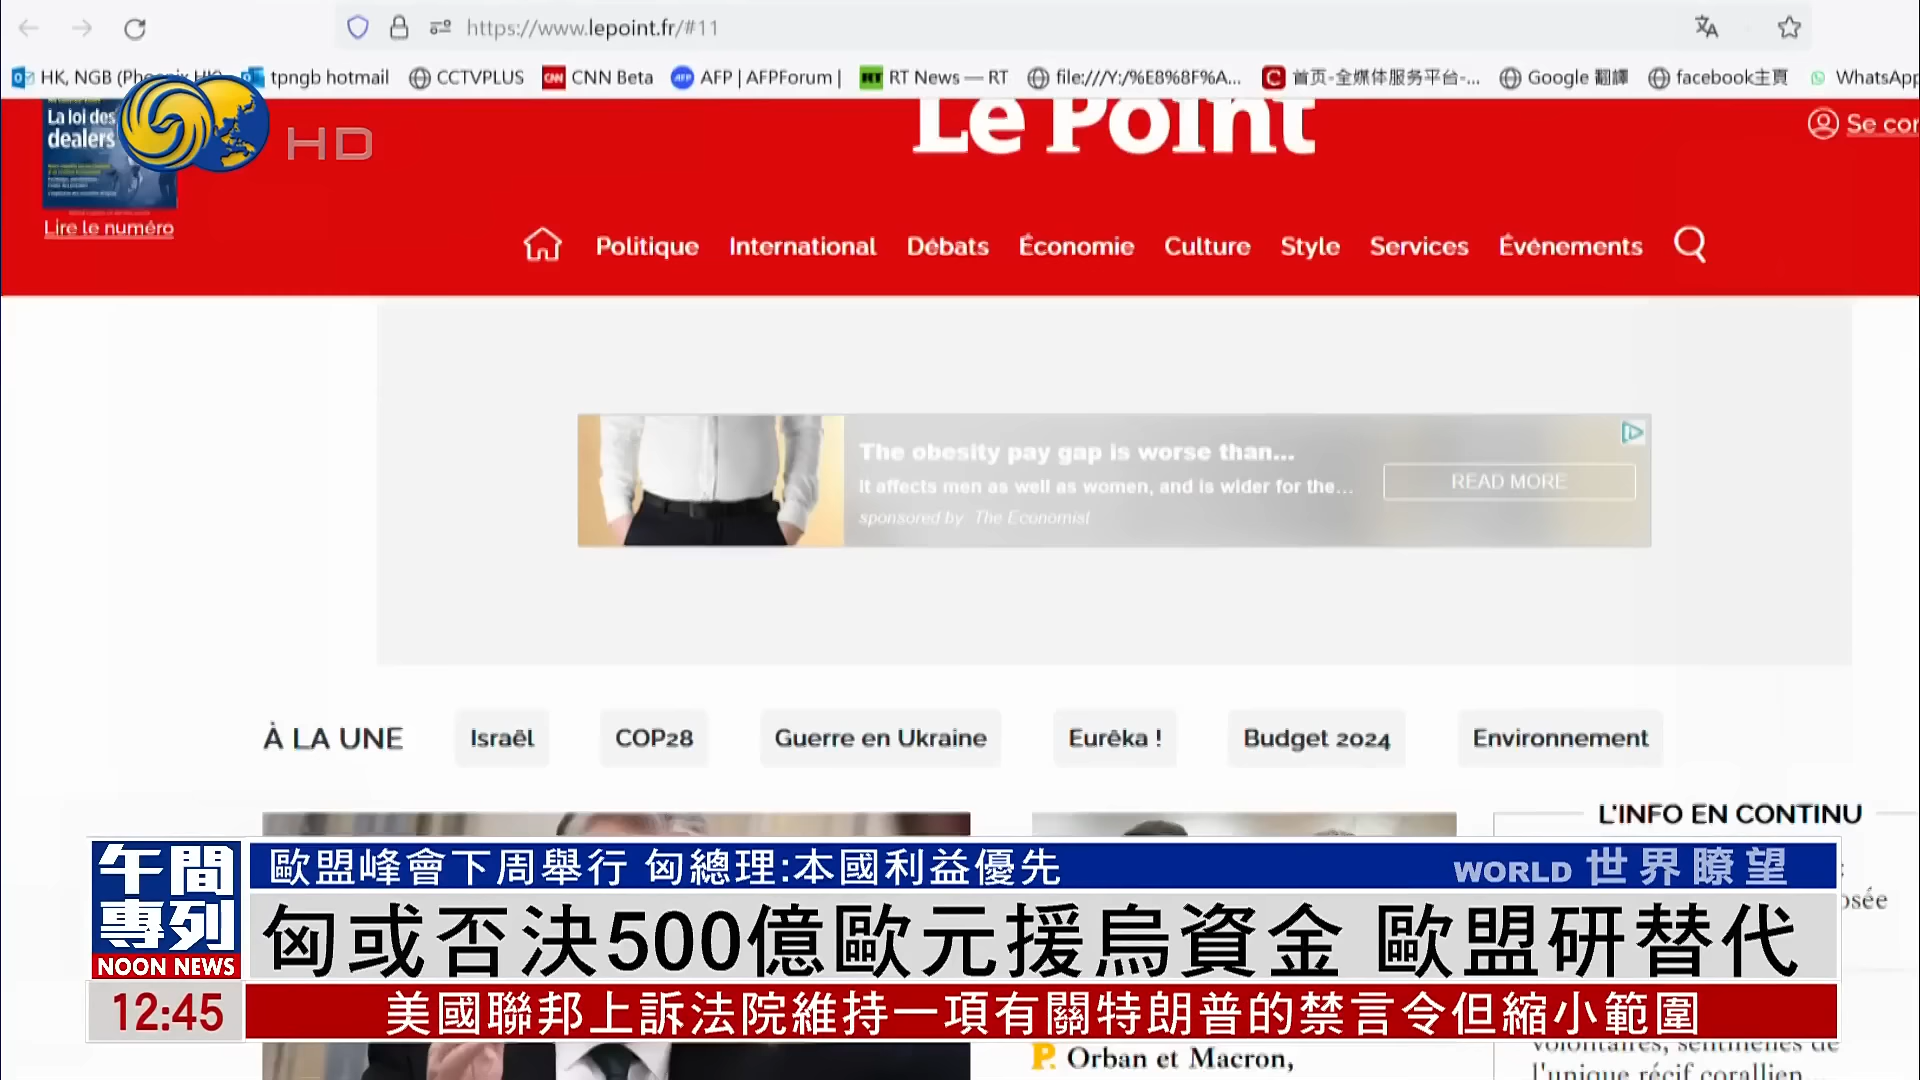 https://www.lepoint.fr/#11
HK, NGB (Phoenix HK) tpngb hotmail CCTVPLUS CNN Beta AFP | AFPForum | RT News — RT file:///Y:/%E8%8F%A... 首页-全媒体服务平台-... Google 翻譯 facebook主頁 WhatsApp
La loi des
dealers
HD
Le Point
Se con
Lire le numéro
Politique International Débats Économie Culture Style Services Événements
The obesity pay gap is worse than...
It affects men as well as women, and is wider for the...
READ MORE
sponsored by The Economist
À LA UNE Israël COP28 Guerre en Ukraine Eurêka ! Budget 2024 Environnement
L'INFO EN CONTINU
午間專列
NOON NEWS
12:45
歐盟峰會下周舉行 匈總理:本國利益優先
WORLD 世界瞭望
匈或否決500億歐元援烏資金 歐盟研替代
美國聯邦上訴法院維持一項有關特朗普的禁言令但縮小範圍
osée
P. Orban et Macron,
volontaires, sentinelles de
l'unique récif corallien...